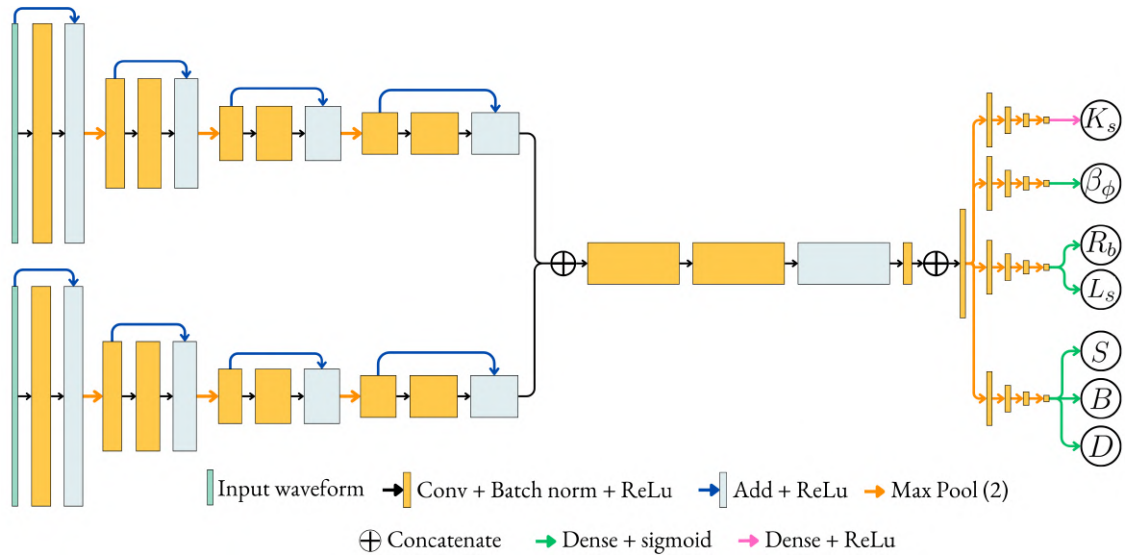 K_s
β_ϕ
R_b
L_s
S
B
D
Input waveform Conv + Batch norm + ReLu Add + ReLu Max Pool (2)
Concatenate Dense + sigmoid Dense + ReLu